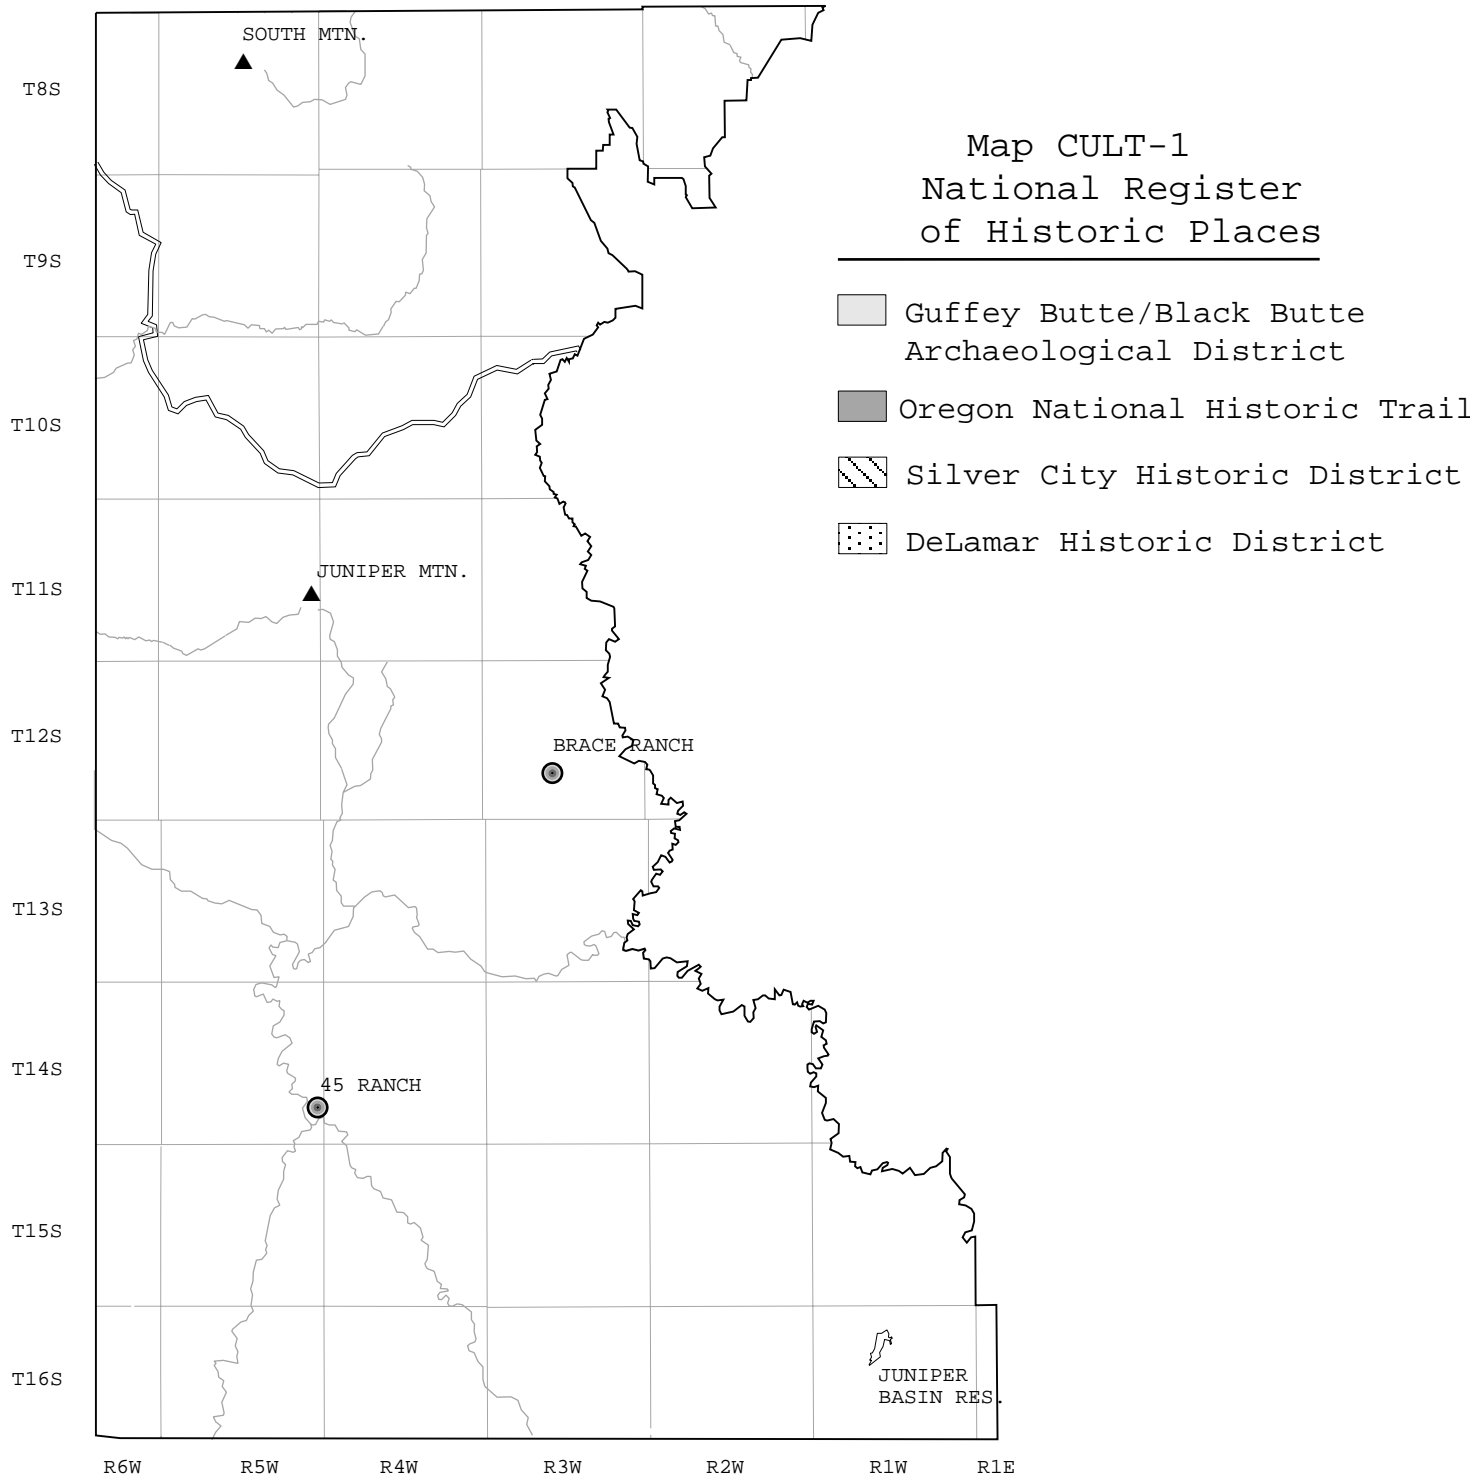 SOUTH MTN.
T8S
Map CULT-1
National Register
of Historic Places
T9S
Guffey Butte/Black Butte
Archaeological District
Oregon National Historic Trail
T10S
Silver City Historic District
DeLamar Historic District
JUNIPER MTN.
T11S
T12S
BRACE RANCH
T13S
T14S
45 RANCH
T15S
T16S
JUNIPER
BASIN RES.
R6W R5W R4W R3W R2W R1W R1E